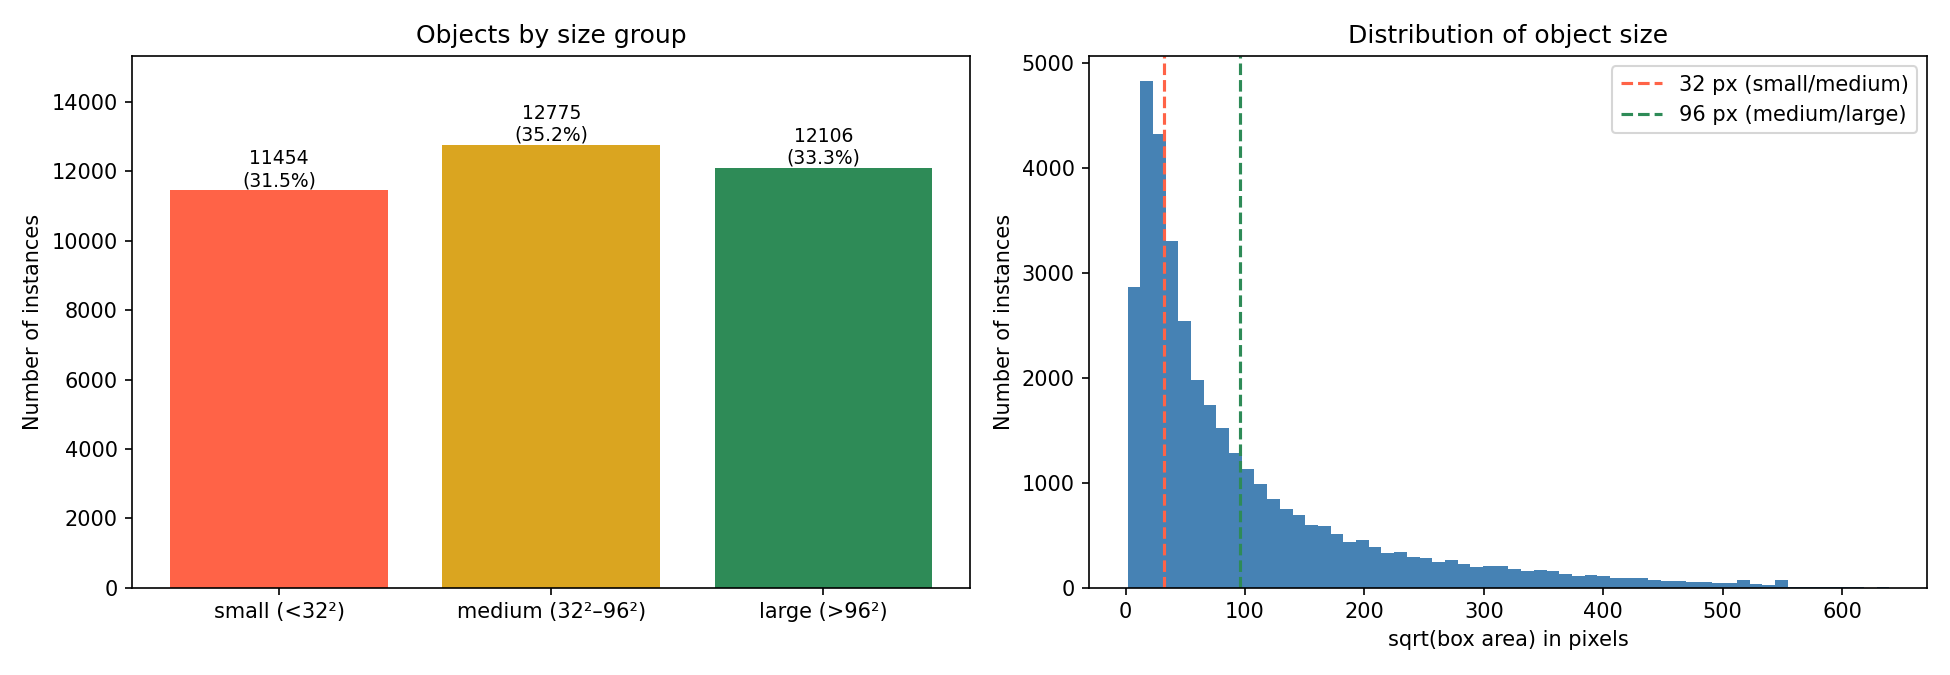 Objects by size group
Number of instances
14000
12000
10000
8000
6000
4000
2000
0
11454
(31.5%)
12775
(35.2%)
12106
(33.3%)
small (<32²)
medium (32²–96²)
large (>96²)
Distribution of object size
Number of instances
5000
4000
3000
2000
1000
0
32 px (small/medium)
96 px (medium/large)
0 100 200 300 400 500 600
sqrt(box area) in pixels